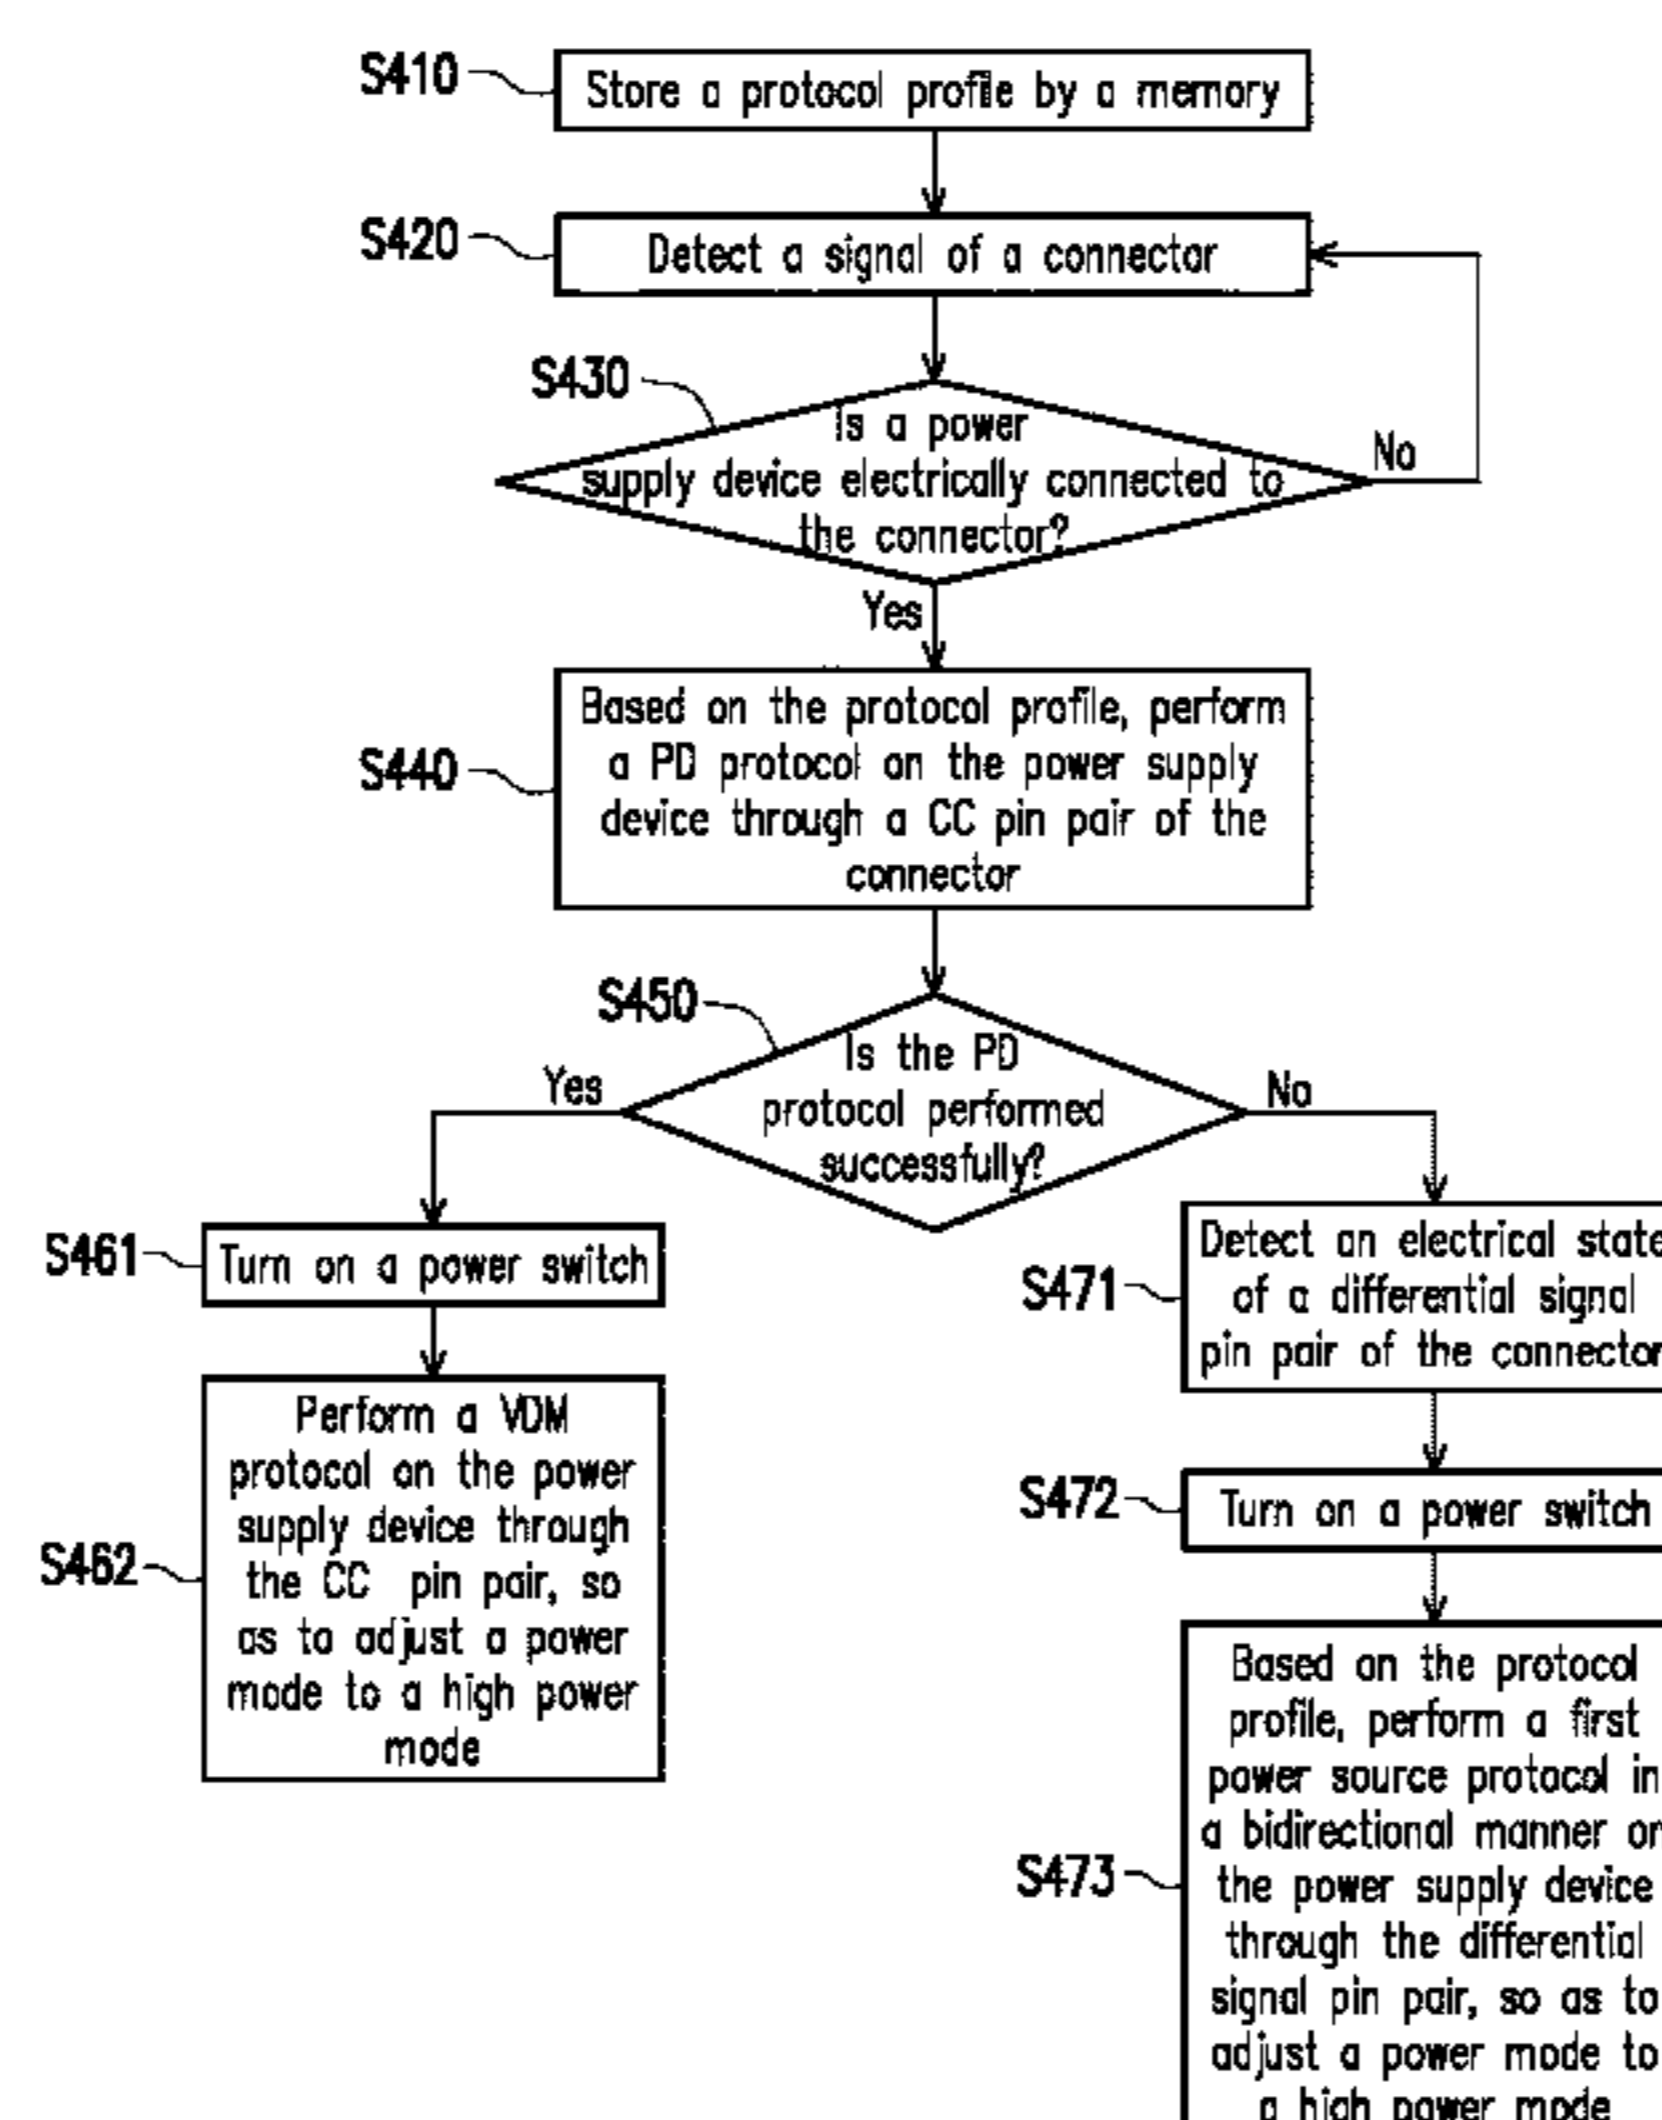 S410
Store a protocol profile by a memory
S420
Detect a signal of a connector
S430
Is a power
supply device electrically connected to
the connector?
No
Yes
S440
Based on the protocol profile, perform
a PD protocol on the power supply
device through a CC pin pair of the
connector
S450
Is the PD
protocol performed
successfully?
Yes
No
S461
Turn on a power switch
S462
Perform a VDM
protocol on the power
supply device through
the CC pin pair, so
as to adjust a power
mode to a high power
mode
S471
Detect an electrical state
of a differential signal
pin pair of the connector
S472
Turn on a power switch
S473
Based on the protocol
profile, perform a first
power source protocol in
a bidirectional manner on
the power supply device
through the differential
signal pin pair, so as to
adjust a power mode to
a high power mode